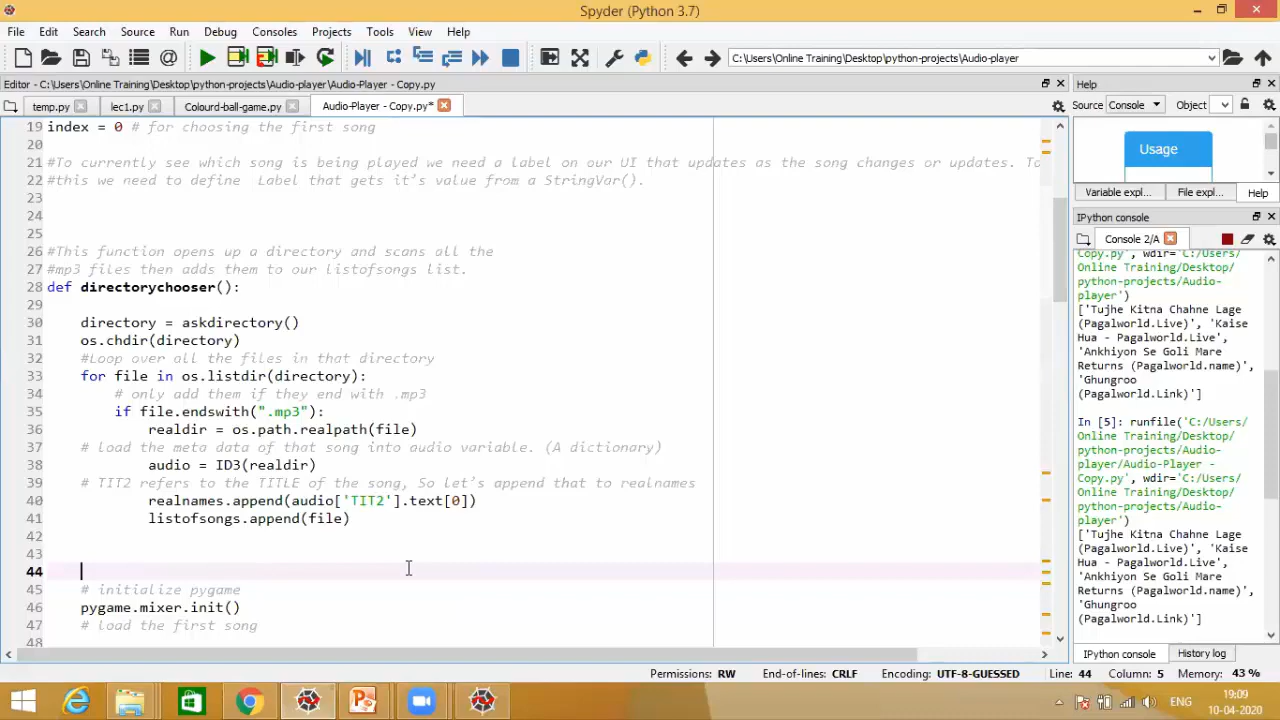 Spyder (Python 3.7)
File Edit Search Source Run Debug Consoles Projects Tools View Help
C:\Users\Online Training\Desktop\python-projects\Audio-player
Editor - C:\Users\Online Training\Desktop\python-projects\Audio-player\Audio-Player - Copy.py
Help
temp.py lec1.py Colourd-ball-game.py Audio-Player - Copy.py*
Source Console Object
19 index = 0 # for choosing the first song
20
21 #To currently see which song is being played we need a label on our UI that updates as the song changes or updates. To
22 #this we need to define  Label that gets it's value from a StringVar().
23
24
25
26 #This function opens up a directory and scans all the
27 #mp3 files then adds them to our listofsongs list.
28 def directorychooser():
29
30 directory = askdirectory()
31 os.chdir(directory)
32 #Loop over all the files in that directory
33 for file in os.listdir(directory):
34 # only add them if they end with .mp3
35 if file.endswith(".mp3"):
36 realdir = os.path.realpath(file)
37 # load the meta data of that song into audio variable. (A dictionary)
38 audio = ID3(realdir)
39 # TIT2 refers to the TITLE of the song, So let's append that to realnames
40 realnames.append(audio['TIT2'].text[0])
41 listofsongs.append(file)
42
43
44
45 # initialize pygame
46 pygame.mixer.init()
47 # load the first song
48
Usage
Variable expl... File expl... Help
IPython console
Console 2/A
Copy.py', wdir='C:/Users/
Online Training/Desktop/
python-projects/Audio-
player')
['Tujhe Kitna Chahne Lage
(Pagalworld.Live)', 'Kaise
Hua - Pagalworld.Live',
'Ankhiyon Se Goli Mare
Returns (Pagalworld.name)',
'Ghungroo
(Pagalworld.Link)']
In [5]: runfile('C:/Users/
Online Training/Desktop/
python-projects/Audio-
player/Audio-Player -
Copy.py', wdir='C:/Users/
Online Training/Desktop/
python-projects/Audio-
player')
['Tujhe Kitna Chahne Lage
(Pagalworld.Live)', 'Kaise
Hua - Pagalworld.Live',
'Ankhiyon Se Goli Mare
Returns (Pagalworld.name)',
'Ghungroo
(Pagalworld.Link)']
IPython console History log
Permissions: RW End-of-lines: CRLF Encoding: UTF-8-GUESSED Line: 44 Column: 5 Memory: 43 %
ENG
19:09
10-04-2020